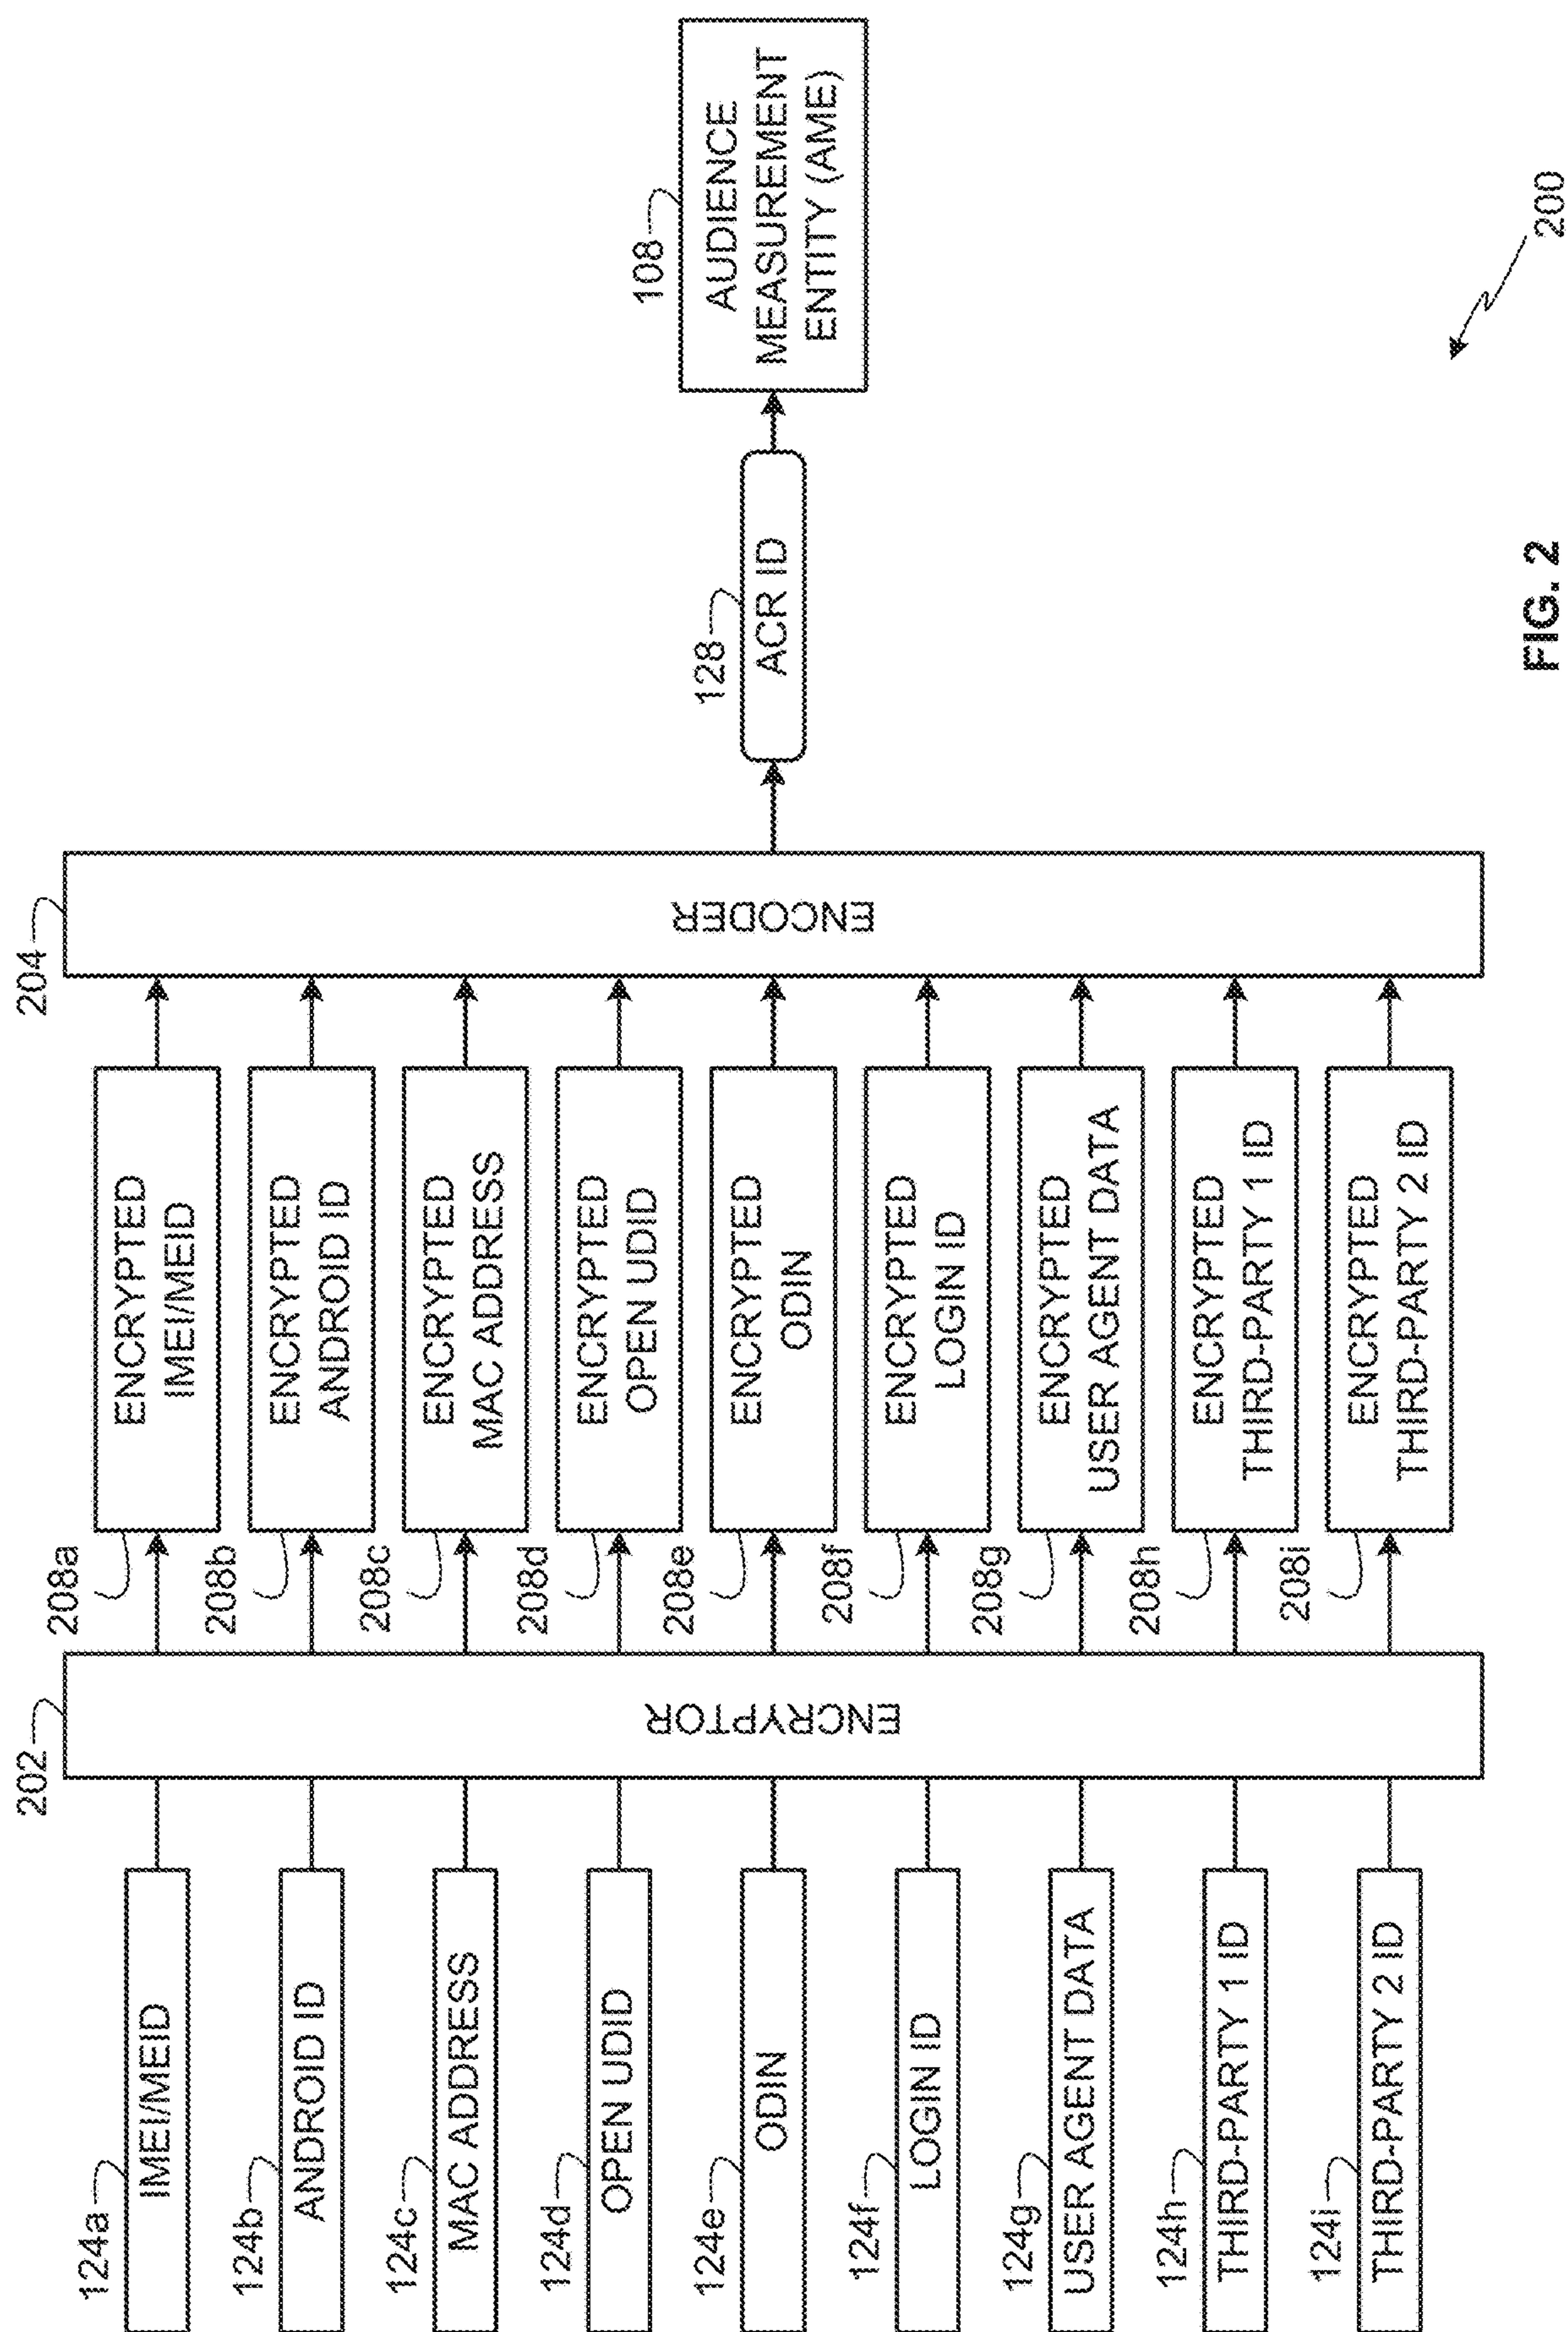 202
204
124a
IMEI/MEID
208a
ENCRYPTED
IMEI/MEID
124b
ANDROID ID
208b
ENCRYPTED
ANDROID ID
124c
MAC ADDRESS
208c
ENCRYPTED
MAC ADDRESS
124d
OPEN UDID
208d
ENCRYPTED
OPEN UDID
124e
ODIN
208e
ENCRYPTED
ODIN
124f
LOGIN ID
208f
ENCRYPTED
LOGIN ID
124g
USER AGENT DATA
208g
ENCRYPTED
USER AGENT DATA
124h
THIRD-PARTY 1 ID
208h
ENCRYPTED
THIRD-PARTY 1 ID
124i
THIRD-PARTY 2 ID
208i
ENCRYPTED
THIRD-PARTY 2 ID
ENCRYPTOR
ENCODER
128
ACR ID
108
AUDIENCE
MEASUREMENT
ENTITY (AME)
200
FIG. 2